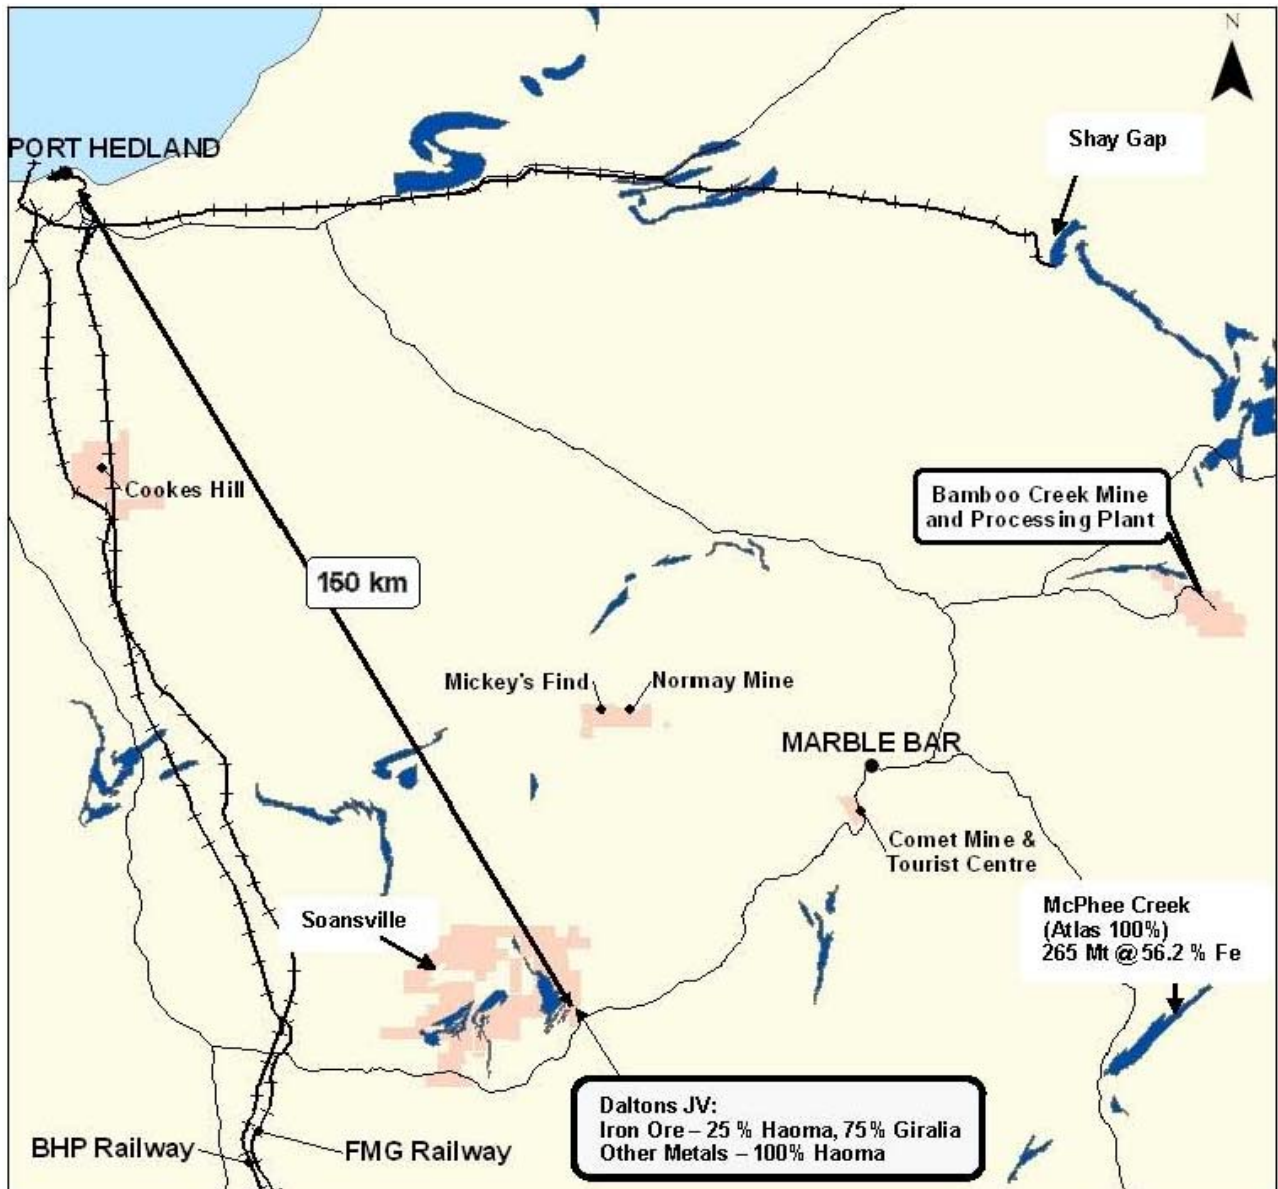 N
Shay Gap
PORT HEDLAND
Cookes Hill
Bamboo Creek Mine
and Processing Plant
150 km
Mickey's Find
Normay Mine
MARBLE BAR
Comet Mine &
Tourist Centre
Soansville
McPhee Creek
(Atlas 100%)
265 Mt @ 56.2 % Fe
Daltons JV:
Iron Ore – 25 % Haoma, 75% Giralia
Other Metals – 100% Haoma
BHP Railway
FMG Railway